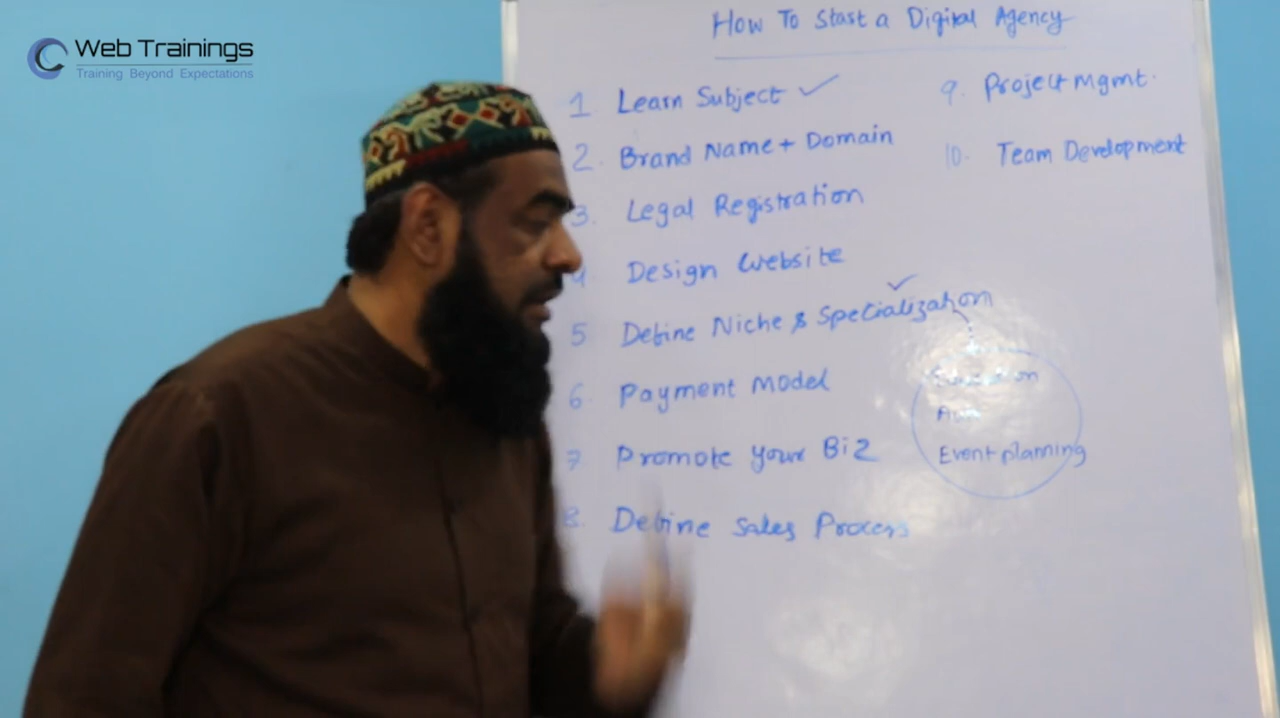 Web Trainings
Training Beyond Expectations
How To Start a Digital Agency
1 Learn Subject
2. Brand Name + Domain
3. Legal Registration
4 Design Website
5 Define Niche & Specialization
6 Payment Model
7 Promote your Biz
8. Define Sales Process
9. Project Mgmt.
10. Team Development
Event planning